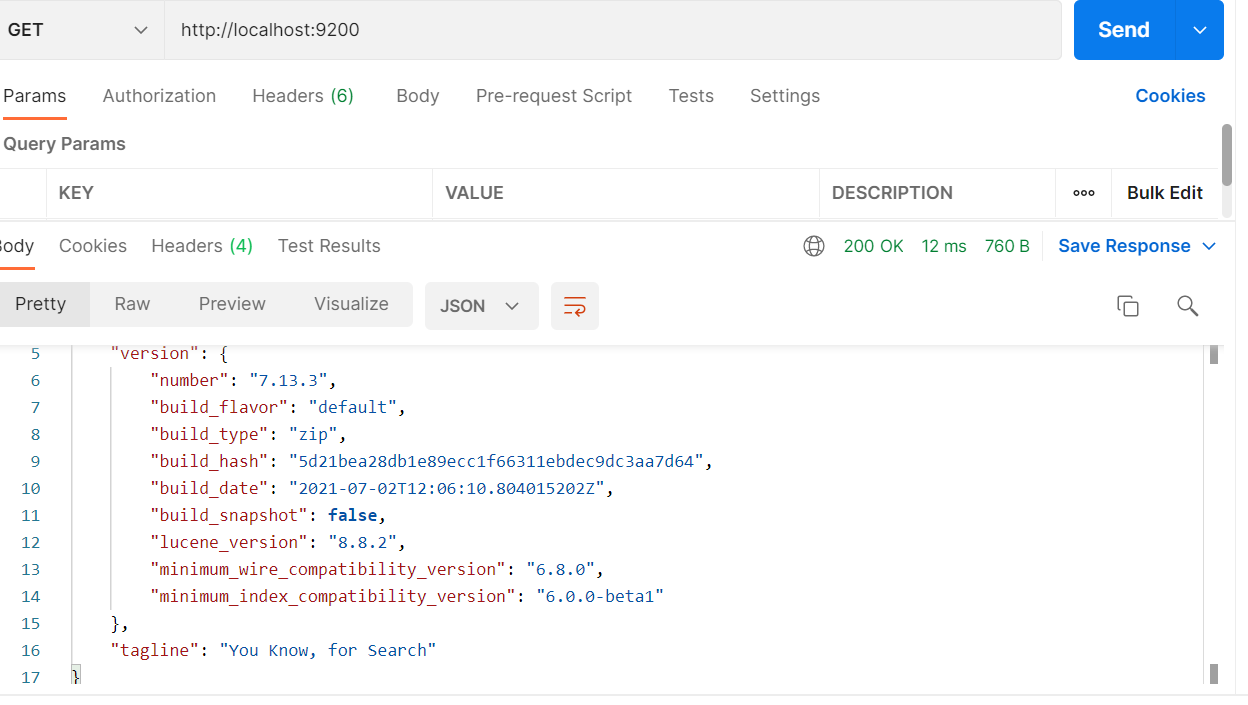 GET http://localhost:9200 Send
Params Authorization Headers (6) Body Pre-request Script Tests Settings Cookies
Query Params
KEY VALUE DESCRIPTION ooo Bulk Edit
Body Cookies Headers (4) Test Results 200 OK 12 ms 760 B Save Response
Pretty Raw Preview Visualize JSON
5 "version": {
6 "number": "7.13.3",
7 "build_flavor": "default",
8 "build_type": "zip",
9 "build_hash": "5d21bea28db1e89ecc1f66311ebdec9dc3aa7d64",
10 "build_date": "2021-07-02T12:06:10.804015202Z",
11 "build_snapshot": false,
12 "lucene_version": "8.8.2",
13 "minimum_wire_compatibility_version": "6.8.0",
14 "minimum_index_compatibility_version": "6.0.0-beta1"
15 },
16 "tagline": "You Know, for Search"
17 }